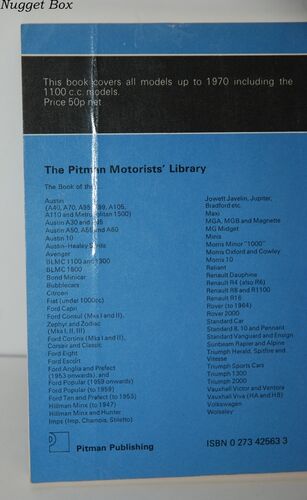 Nugget Box
This book covers all models up to 1970 including the
1100 c.c. models.
Price 50p net
The Pitman Motorists' Library
The Book of the
Austin
(A40, A70, A55, A99, A105,
A110 and Metropolitan 1500)
Austin A30 and A35
Austin A50, A55 and A60
Austin 10
Austin-Healey Sprite
Avenger
BLMC 1100 and 1300
BLMC 1800
Bond Minicar
Bubblecars
Citroen
Fiat (under 1000cc)
Ford Capri
Ford Consul (Mks I and II),
Zephyr and Zodiac
(Mks I, II, III)
Ford Cortina (Mks I and II),
Corsair and Classic
Ford Eight
Ford Escort
Ford Anglia and Prefect
(1953 onwards), and
Ford Popular (1959 onwards)
Ford Popular (to 1959)
Ford Ten and Prefect (to 1953)
Hillman Minx (to 1947)
Hillman Minx and Hunter
Imps (Imp, Chamois, Stiletto)
Jowett Javelin, Jupiter,
Bradford etc.
Maxi
MGA, MGB and Magnette
MG Midget
Minis
Morris Minor "1000"
Morris Oxford and Cowley
Morris 10
Reliant
Renault Dauphine
Renault R4 (also R6)
Renault R8 and R1100
Renault R16
Rover (to 1964)
Rover 2000
Standard Car
Standard 8, 10 and Pennant
Standard Vanguard and Ensign
Sunbeam Rapier and Alpine
Triumph Herald, Spitfire and
Vitesse
Triumph Sports Cars
Triumph 1300
Triumph 2000
Vauxhall Victor and Ventora
Vauxhall Viva (HA and HB)
Volkswagen
Wolseley
Pitman Publishing
ISBN 0 273 42563 3